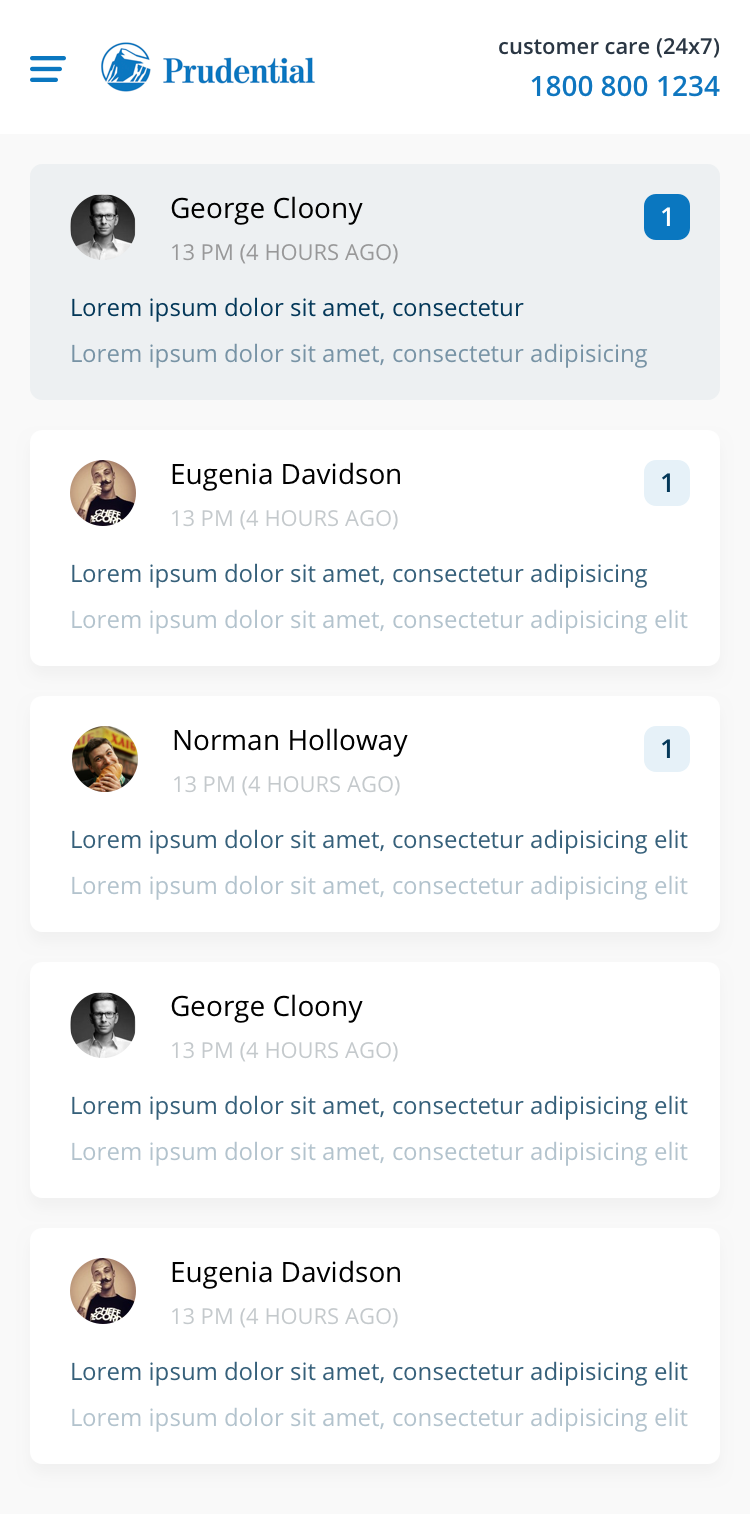 customer care (24x7)
Prudential
1800 800 1234
George Cloony
1
13 PM (4 HOURS AGO)
Lorem ipsum dolor sit amet, consectetur
Lorem ipsum dolor sit amet, consectetur adipisicing
Eugenia Davidson
1
13 PM (4 HOURS AGO)
Lorem ipsum dolor sit amet, consectetur adipisicing
Lorem ipsum dolor sit amet, consectetur adipisicing elit
Norman Holloway
1
13 PM (4 HOURS AGO)
Lorem ipsum dolor sit amet, consectetur adipisicing elit
Lorem ipsum dolor sit amet, consectetur adipisicing elit
George Cloony
13 PM (4 HOURS AGO)
Lorem ipsum dolor sit amet, consectetur adipisicing elit
Lorem ipsum dolor sit amet, consectetur adipisicing elit
Eugenia Davidson
13 PM (4 HOURS AGO)
Lorem ipsum dolor sit amet, consectetur adipisicing elit
Lorem ipsum dolor sit amet, consectetur adipisicing elit